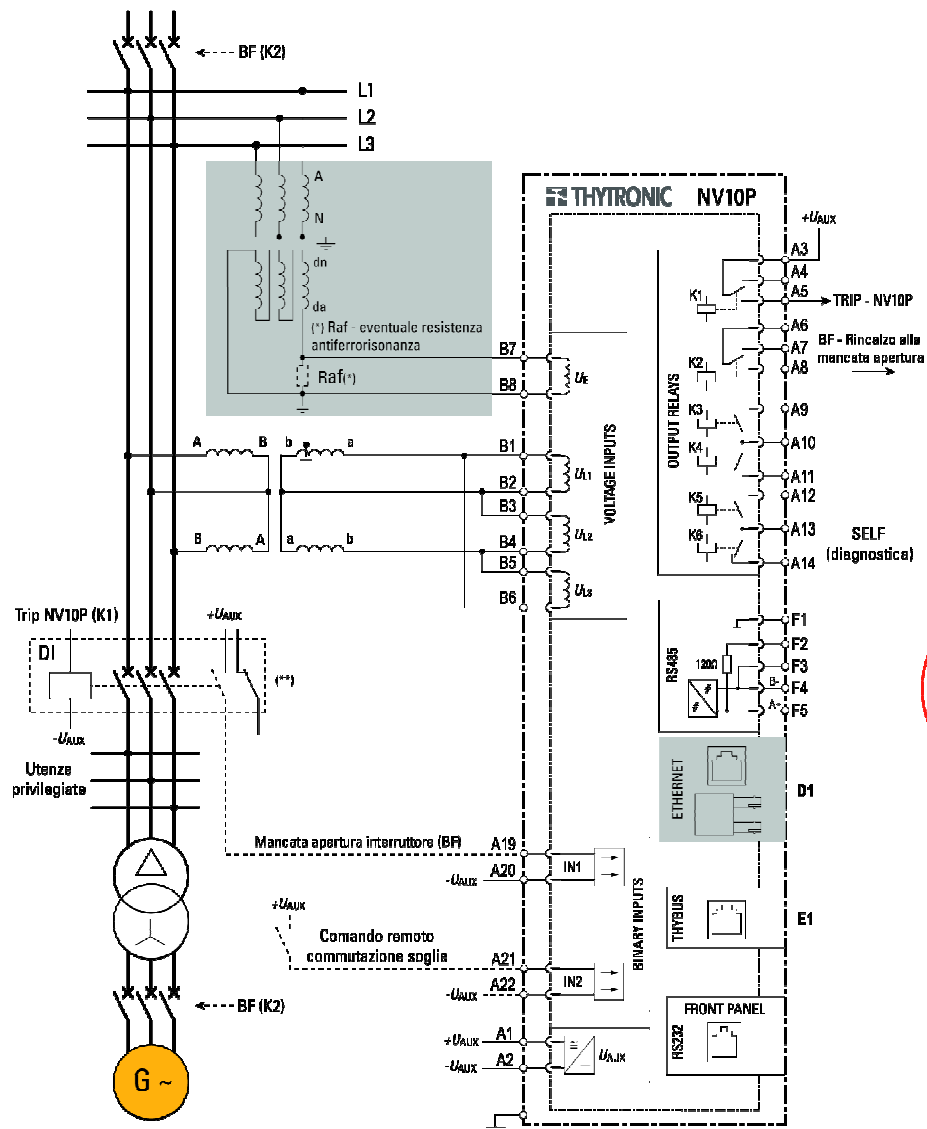 BF (K2)
L1
L2
L3
A
N
dn
da
(*) Raf - eventuale resistenza
antiferrorisonanza
Raf(*)
THYTRONIC NV10P
+UAUX
A3
A4
A5
TRIP - NV10P
A6
A7
A8
BF - Rincalzo alla
mancata apertura
A9
A10
A11
A12
A13
A14
SELF
(diagnostica)
K1
K2
K3
K4
K5
K6
OUTPUT RELAYS
B7
B8
UE
A B b a
B A a b
B1
B2
B3
B4
B5
B6
UL1
UL2
UL3
VOLTAGE INPUTS
Trip NV10P (K1)
+UAUX
DI
(**)
-UAUX
Utenze
privilegiate
RS485
120Ω
F1
F2
F3
B- F4
A+ F5
#
#
ETHERNET
D1
Mancata apertura interruttore (BF)
A19
-UAUX A20
IN1
+UAUX
Comando remoto
commutazione soglie
A21
-UAUX A22
IN2
BINARY INPUTS
THYBUS
E1
BF (K2)
FRONT PANEL
RS232
+UAUX A1
-UAUX A2
UAUX
G ~